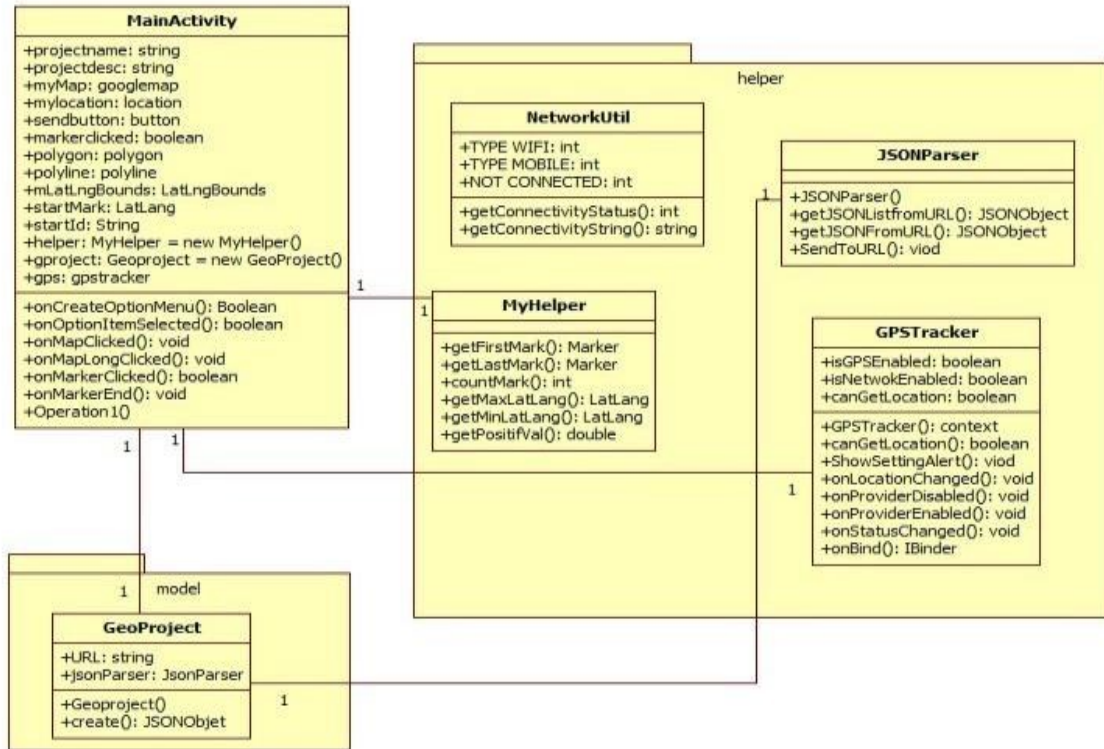 MainActivity
+projectname: string
+projectdesc: string
+myMap: googlemap
+mylocation: location
+sendbutton: button
+markerclicked: boolean
+polygon: polygon
+polyline: polyline
+mLatLngBounds: LatLngBounds
+startMark: LatLang
+startId: String
+helper: MyHelper = new MyHelper()
+gproject: Geoproject = new GeoProject()
+gps: gpstracker
+onCreateOptionMenu(): Boolean
+onOptionItemSelected(): boolean
+onMapClicked(): void
+onMapLongClicked(): void
+onMarkerClicked(): boolean
+onMarkerEnd(): void
+Operation1()
1
1
1
1
helper
NetworkUtil
+TYPE WIFI: int
+TYPE MOBILE: int
+NOT CONNECTED: int
+getConnectivityStatus(): int
+getConnectivityString(): string
MyHelper
+getFirstMark(): Marker
+getLastMark(): Marker
+countMark(): int
+getMaxLatLang(): LatLang
+getMinLatLang(): LatLang
+getPositifVal(): double
JSONParser
1
+JSONParser()
+getJSONListfromURL(): JSONObject
+getJSONFromURL(): JSONObject
+SendToURL(): viod
GPSTracker
+isGPSEnabled: boolean
+isNetwokEnabled: boolean
+canGetLocation: boolean
+GPSTracker(): context
+canGetLocation(): boolean
+ShowSettingAlert(): viod
+onLocationChanged(): void
+onProviderDisabled(): void
+onProviderEnabled(): void
+onStatusChanged(): void
+onBind(): IBinder
1
model
1
GeoProject
+URL: string
+jsonParser: JsonParser
+Geoproject()
+create(): JSONObjet
1